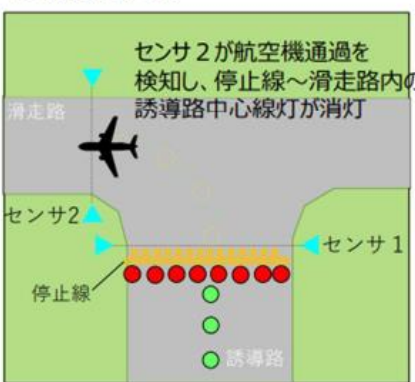 センサ2が航空機通過を
検知し、停止線～滑走路内の
誘導路中心線灯が消灯
滑走路
センサ2
センサ1
停止線
誘導路